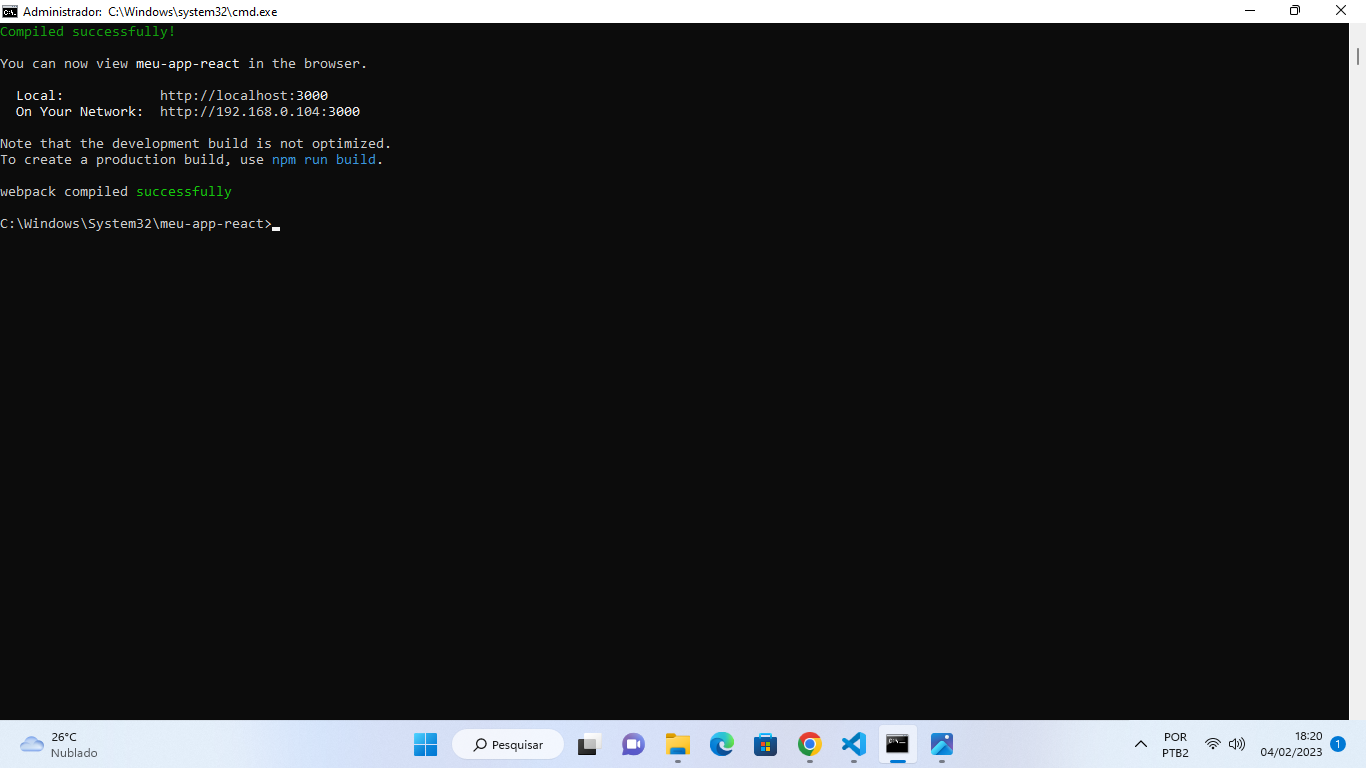 Administrador: C:\Windows\system32\cmd.exe
Compiled successfully!
You can now view meu-app-react in the browser.
Local: http://localhost:3000
On Your Network: http://192.168.0.104:3000
Note that the development build is not optimized.
To create a production build, use npm run build.
webpack compiled successfully
C:\Windows\System32\meu-app-react>
26°C
Nublado
Pesquisar
POR
PTB2
18:20
04/02/2023
1